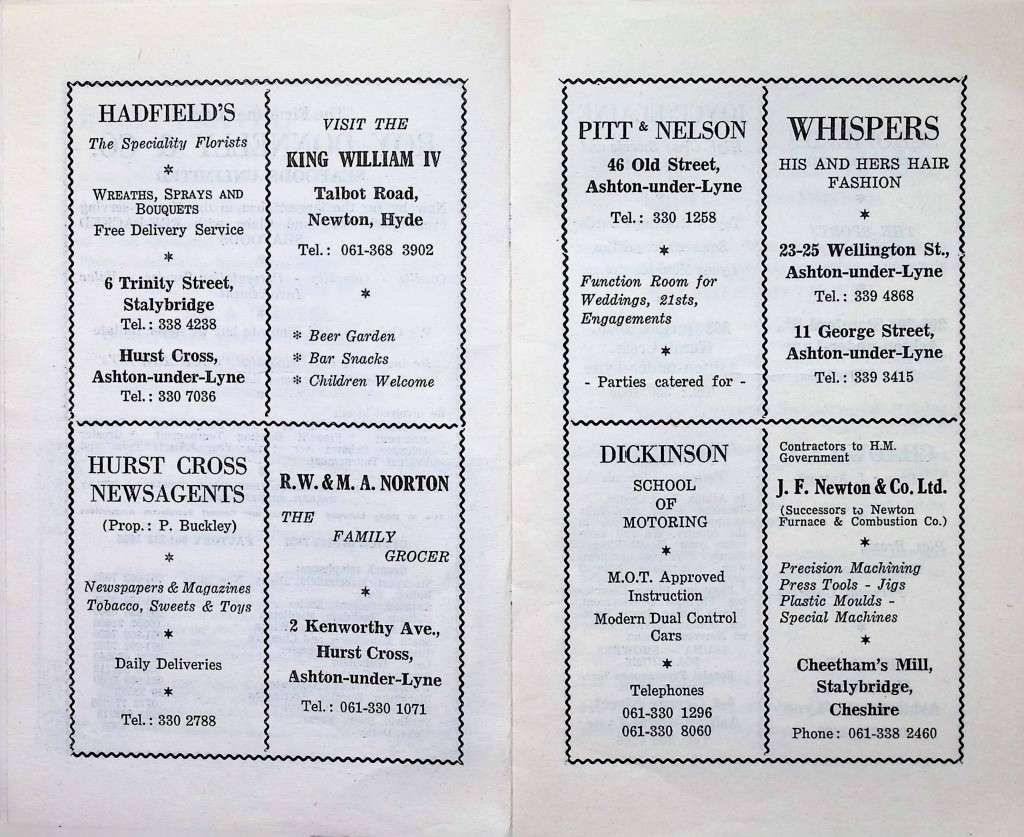 HADFIELD'S
The Speciality Florists
*
WREATHS, SPRAYS AND
BOUQUETS
Free Delivery Service
*
6 Trinity Street,
Stalybridge
Tel.: 338 4238
Hurst Cross,
Ashton-under-Lyne
Tel.: 330 7036
VISIT THE
KING WILLIAM IV
Talbot Road,
Newton, Hyde
Tel.: 061-368 3902
*
* Beer Garden
* Bar Snacks
* Children Welcome
HURST CROSS
NEWSAGENTS
(Prop.: P. Buckley)
*
Newspapers & Magazines
Tobacco, Sweets & Toys
*
Daily Deliveries
*
Tel.: 330 2788
R.W. & M. A. NORTON
THE
FAMILY
GROCER
*
2 Kenworthy Ave.,
Hurst Cross,
Ashton-under-Lyne
Tel.: 061-330 1071
PITT & NELSON
46 Old Street,
Ashton-under-Lyne
Tel.: 330 1258
*
Function Room for
Weddings, 21sts,
Engagements
*
- Parties catered for -
WHISPERS
HIS AND HERS HAIR
FASHION
*
23-25 Wellington St.,
Ashton-under-Lyne
Tel.: 339 4868
11 George Street,
Ashton-under-Lyne
Tel.: 339 3415
DICKINSON
SCHOOL
OF
MOTORING
*
M.O.T. Approved
Instruction
Modern Dual Control
Cars
*
Telephones
061-330 1296
061-330 8060
Contractors to H.M.
Government
J. F. Newton & Co. Ltd.
(Successors to Newton
Furnace & Combustion Co.)
*
Precision Machining
Press Tools - Jigs
Plastic Moulds -
Special Machines
*
Cheetham's Mill,
Stalybridge,
Cheshire
Phone: 061-338 2460